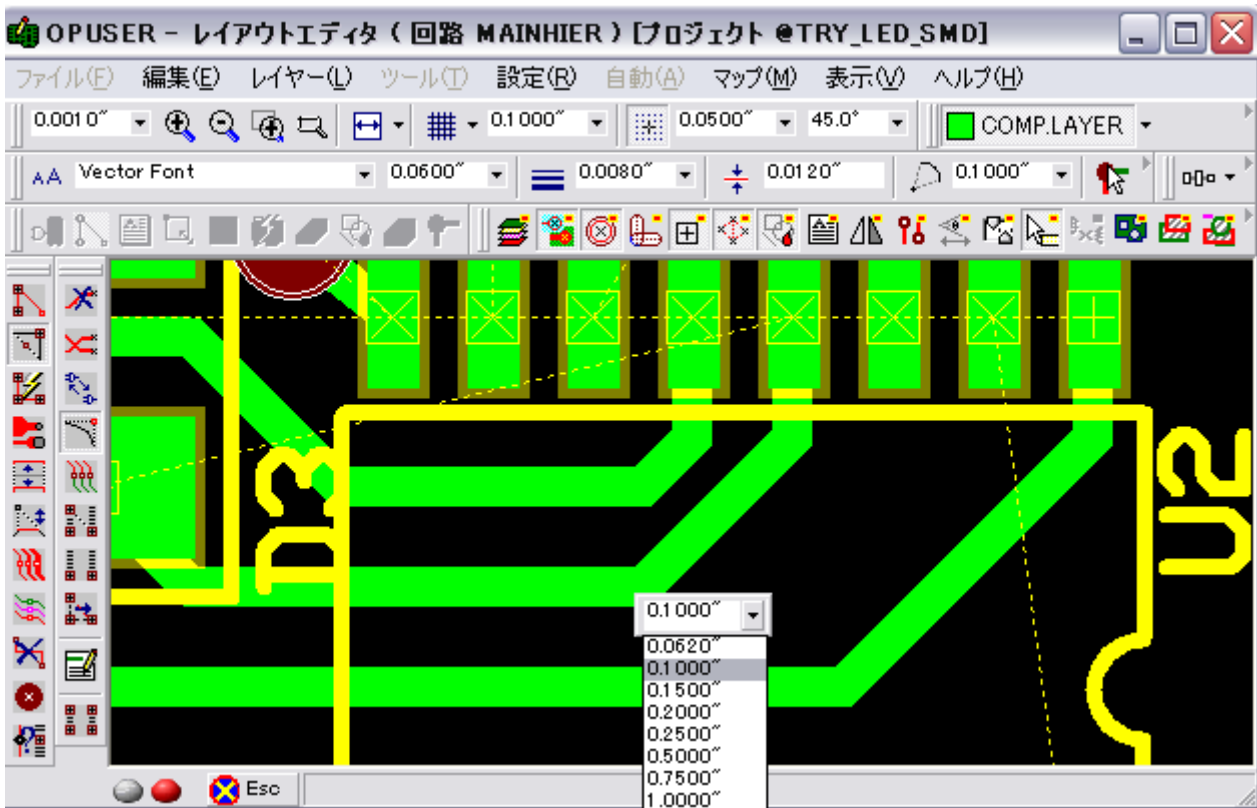 OPUSER - レイアウトエディタ ( 回路 MAINHIER ) [プロジェクト @TRY_LED_SMD]
ファイル(F) 編集(E) レイヤー(L) ツール(T) 設定(R) 自動(A) マップ(M) 表示(V) ヘルプ(H)
0.0010″ 0.1000″ 0.0500″ 45.0° COMP.LAYER
AA Vector Font 0.0600″ 0.0080″ 0.0120″ 0.1000″
D3
U2
0.1000″
0.0620″
0.1000″
0.1500″
0.2000″
0.2500″
0.5000″
0.7500″
1.0000″
Esc